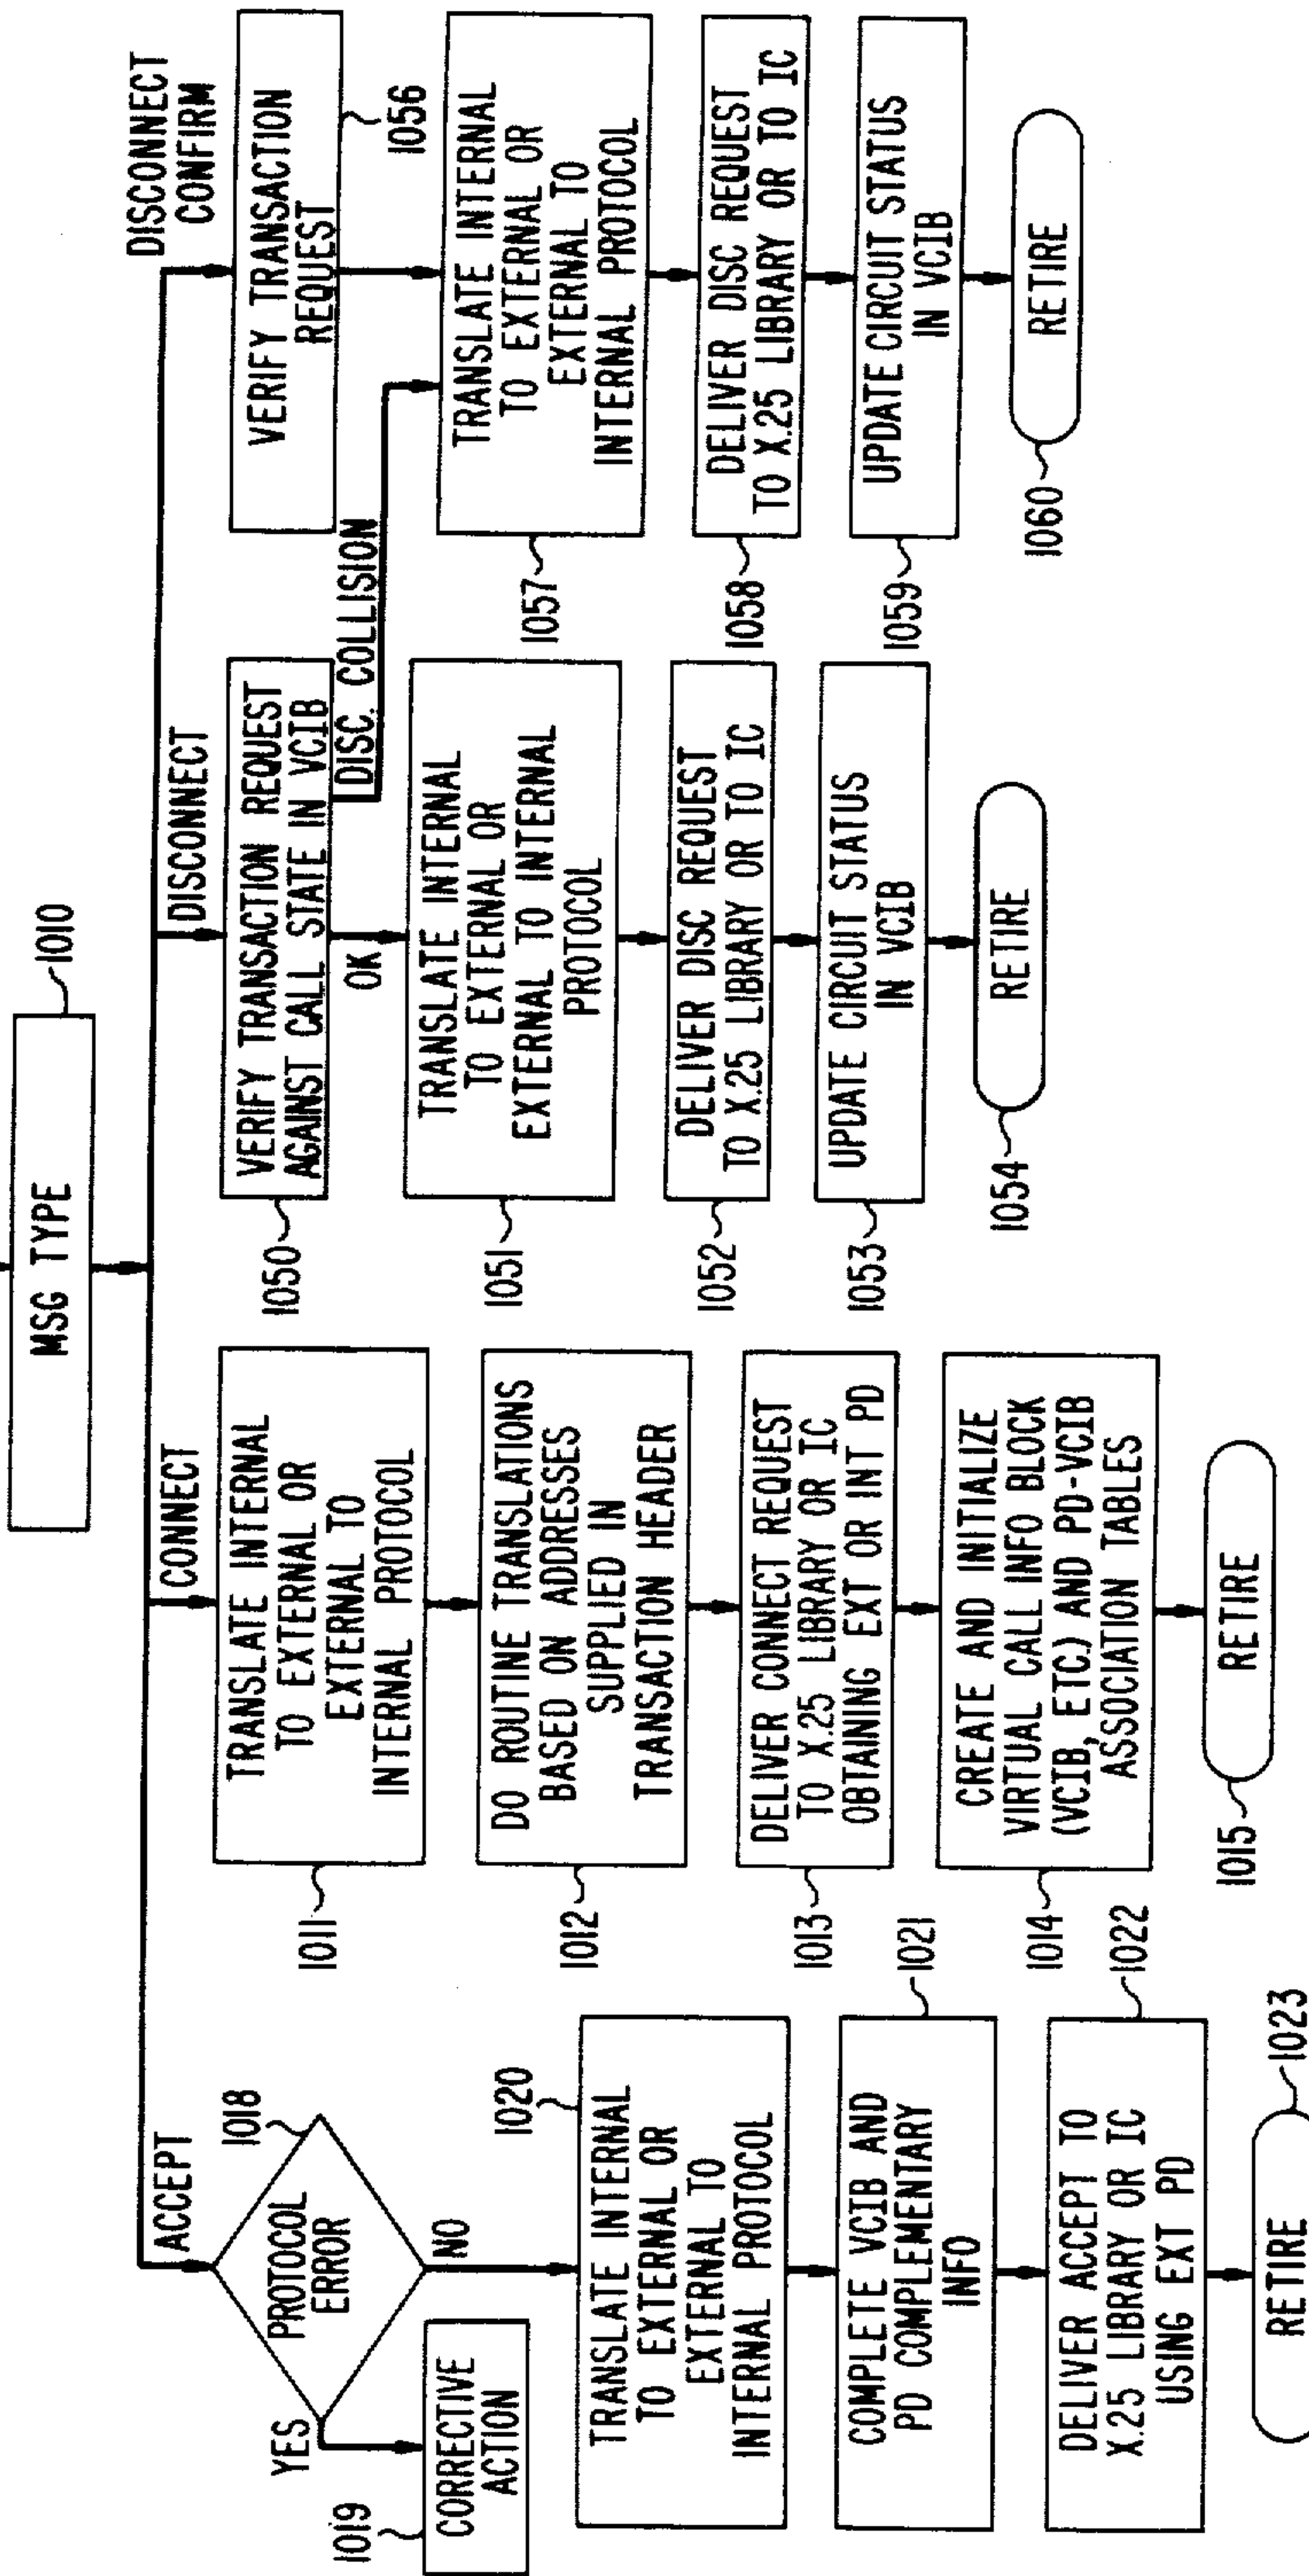 MSG TYPE
1010
ACCEPT
PROTOCOL
ERROR
1018
YES
NO
1019
CORRECTIVE
ACTION
1020
TRANSLATE INTERNAL
TO EXTERNAL OR
EXTERNAL TO
INTERNAL PROTOCOL
COMPLETE VCIB AND
PD COMPLEMENTARY
INFO
1021
DELIVER ACCEPT TO
X.25 LIBRARY OR IC
USING EXT PD
1022
RETIRE
1023
CONNECT
TRANSLATE INTERNAL
TO EXTERNAL OR
EXTERNAL TO
INTERNAL PROTOCOL
1011
DO ROUTINE TRANSLATIONS
BASED ON ADDRESSES
SUPPLIED IN
TRANSACTION HEADER
1012
DELIVER CONNECT REQUEST
TO X.25 LIBRARY OR IC
OBTAINING EXT OR INT PD
1013
CREATE AND INITIALIZE
VIRTUAL CALL INFO BLOCK
(VCIB, ETC.) AND PD-VCIB
ASSOCIATION TABLES
1014
RETIRE
1015
DISCONNECT
VERIFY TRANSACTION REQUEST
AGAINST CALL STATE IN VCIB
1050
OK
DISC. COLLISION
TRANSLATE INTERNAL
TO EXTERNAL OR
EXTERNAL TO INTERNAL
PROTOCOL
1051
DELIVER DISC REQUEST
TO X.25 LIBRARY OR TO IC
1052
UPDATE CIRCUIT STATUS
IN VCIB
1053
RETIRE
1054
DISCONNECT
CONFIRM
VERIFY TRANSACTION
REQUEST
1056
TRANSLATE INTERNAL
TO EXTERNAL OR
EXTERNAL TO
INTERNAL PROTOCOL
1057
DELIVER DISC REQUEST
TO X.25 LIBRARY OR TO IC
1058
UPDATE CIRCUIT STATUS
IN VCIB
1059
RETIRE
1060